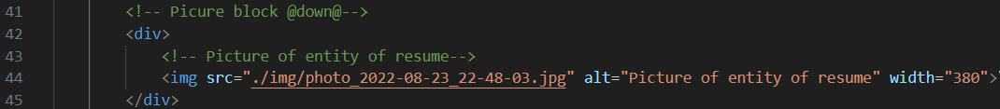 41 <!-- Picure block @down@-->
42 <div>
43 <!-- Picture of entity of resume-->
44 <img src="./img/photo_2022-08-23_22-48-03.jpg" alt="Picture of entity of resume" width="380">
45 </div>